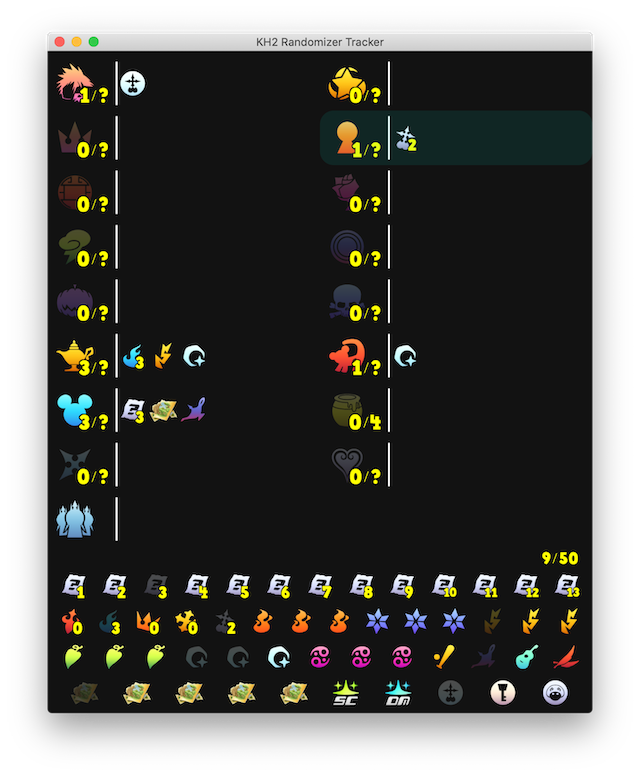 KH2 Randomizer Tracker
1/? 0/?
0/? 1/? 2
0/? 0/?
0/? 0/?
0/? 0/?
3/? 3 1/?
3/? 3 0/4
0/? 0/?
9/50
1 2 3 4 5 6 7 8 9 10 11 12 13
0 3 0 0 2
SC DM